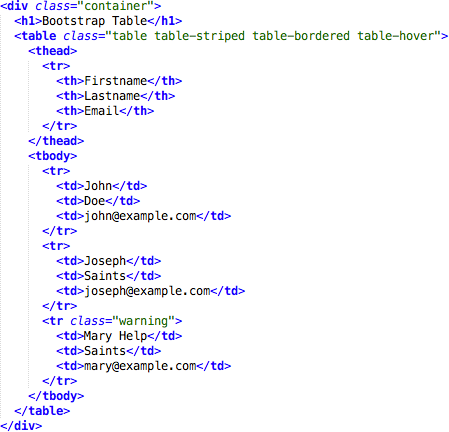 <div class="container">
  <h1>Bootstrap Table</h1>
  <table class="table table-striped table-bordered table-hover">
    <thead>
      <tr>
        <th>Firstname</th>
        <th>Lastname</th>
        <th>Email</th>
      </tr>
    </thead>
    <tbody>
      <tr>
        <td>John</td>
        <td>Doe</td>
        <td>john@example.com</td>
      </tr>
      <tr>
        <td>Joseph</td>
        <td>Saints</td>
        <td>joseph@example.com</td>
      </tr>
      <tr class="warning">
        <td>Mary Help</td>
        <td>Saints</td>
        <td>mary@example.com</td>
      </tr>
    </tbody>
  </table>
</div>